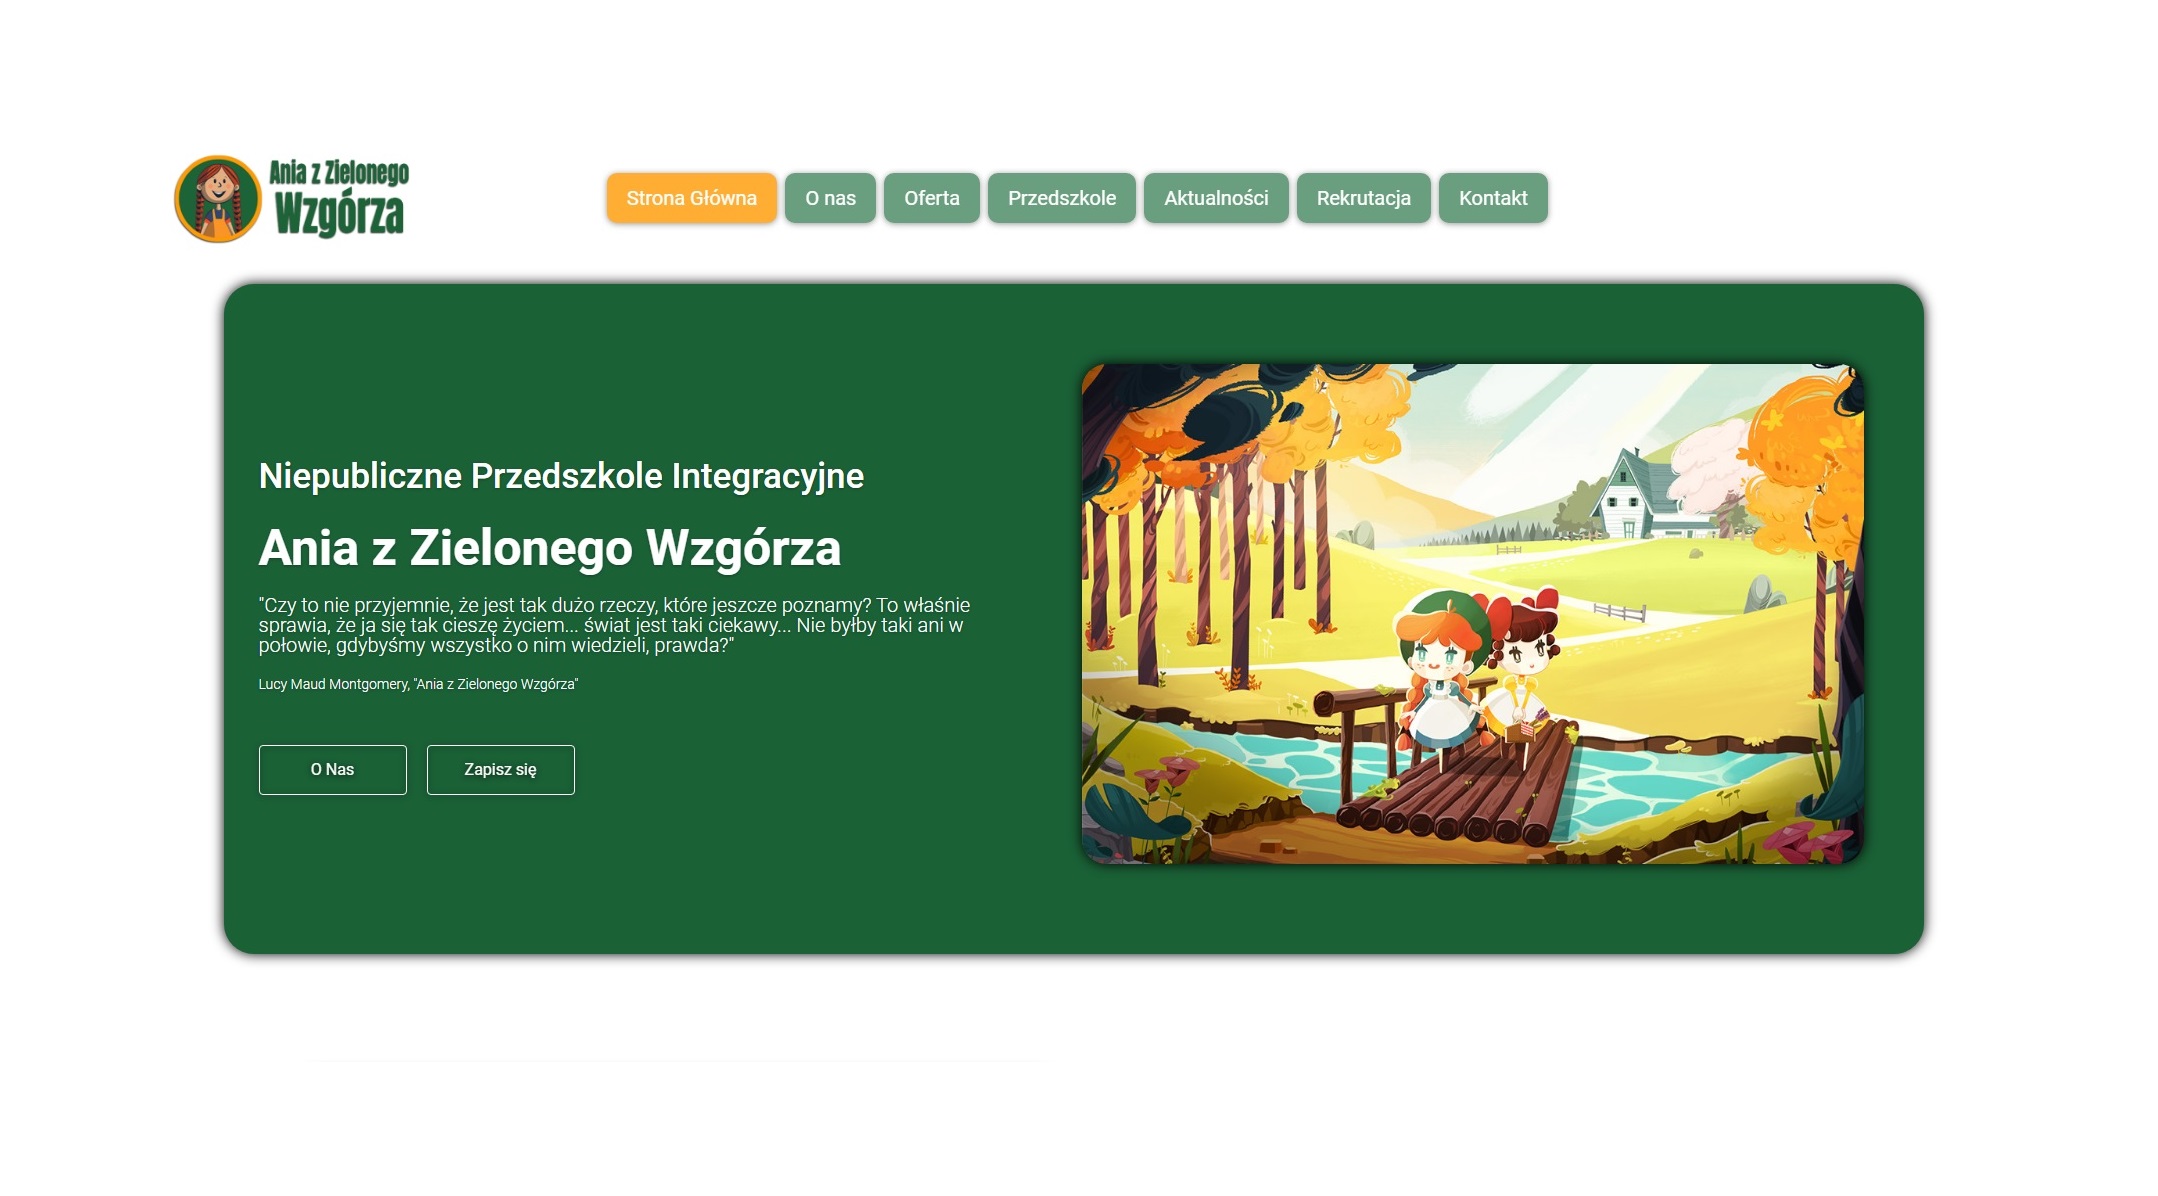 Ania z Zielonego
Wzgórza
Strona Główna
O nas
Oferta
Przedszkole
Aktualności
Rekrutacja
Kontakt
Niepubliczne Przedszkole Integracyjne
Ania z Zielonego Wzgórza
"Czy to nie przyjemnie, że jest tak dużo rzeczy, które jeszcze poznamy? To właśnie
sprawia, że ja się tak cieszę życiem... świat jest taki ciekawy... Nie byłby taki ani w
połowie, gdybyśmy wszystko o nim wiedzieli, prawda?"
Lucy Maud Montgomery, "Ania z Zielonego Wzgórza"
O Nas
Zapisz się